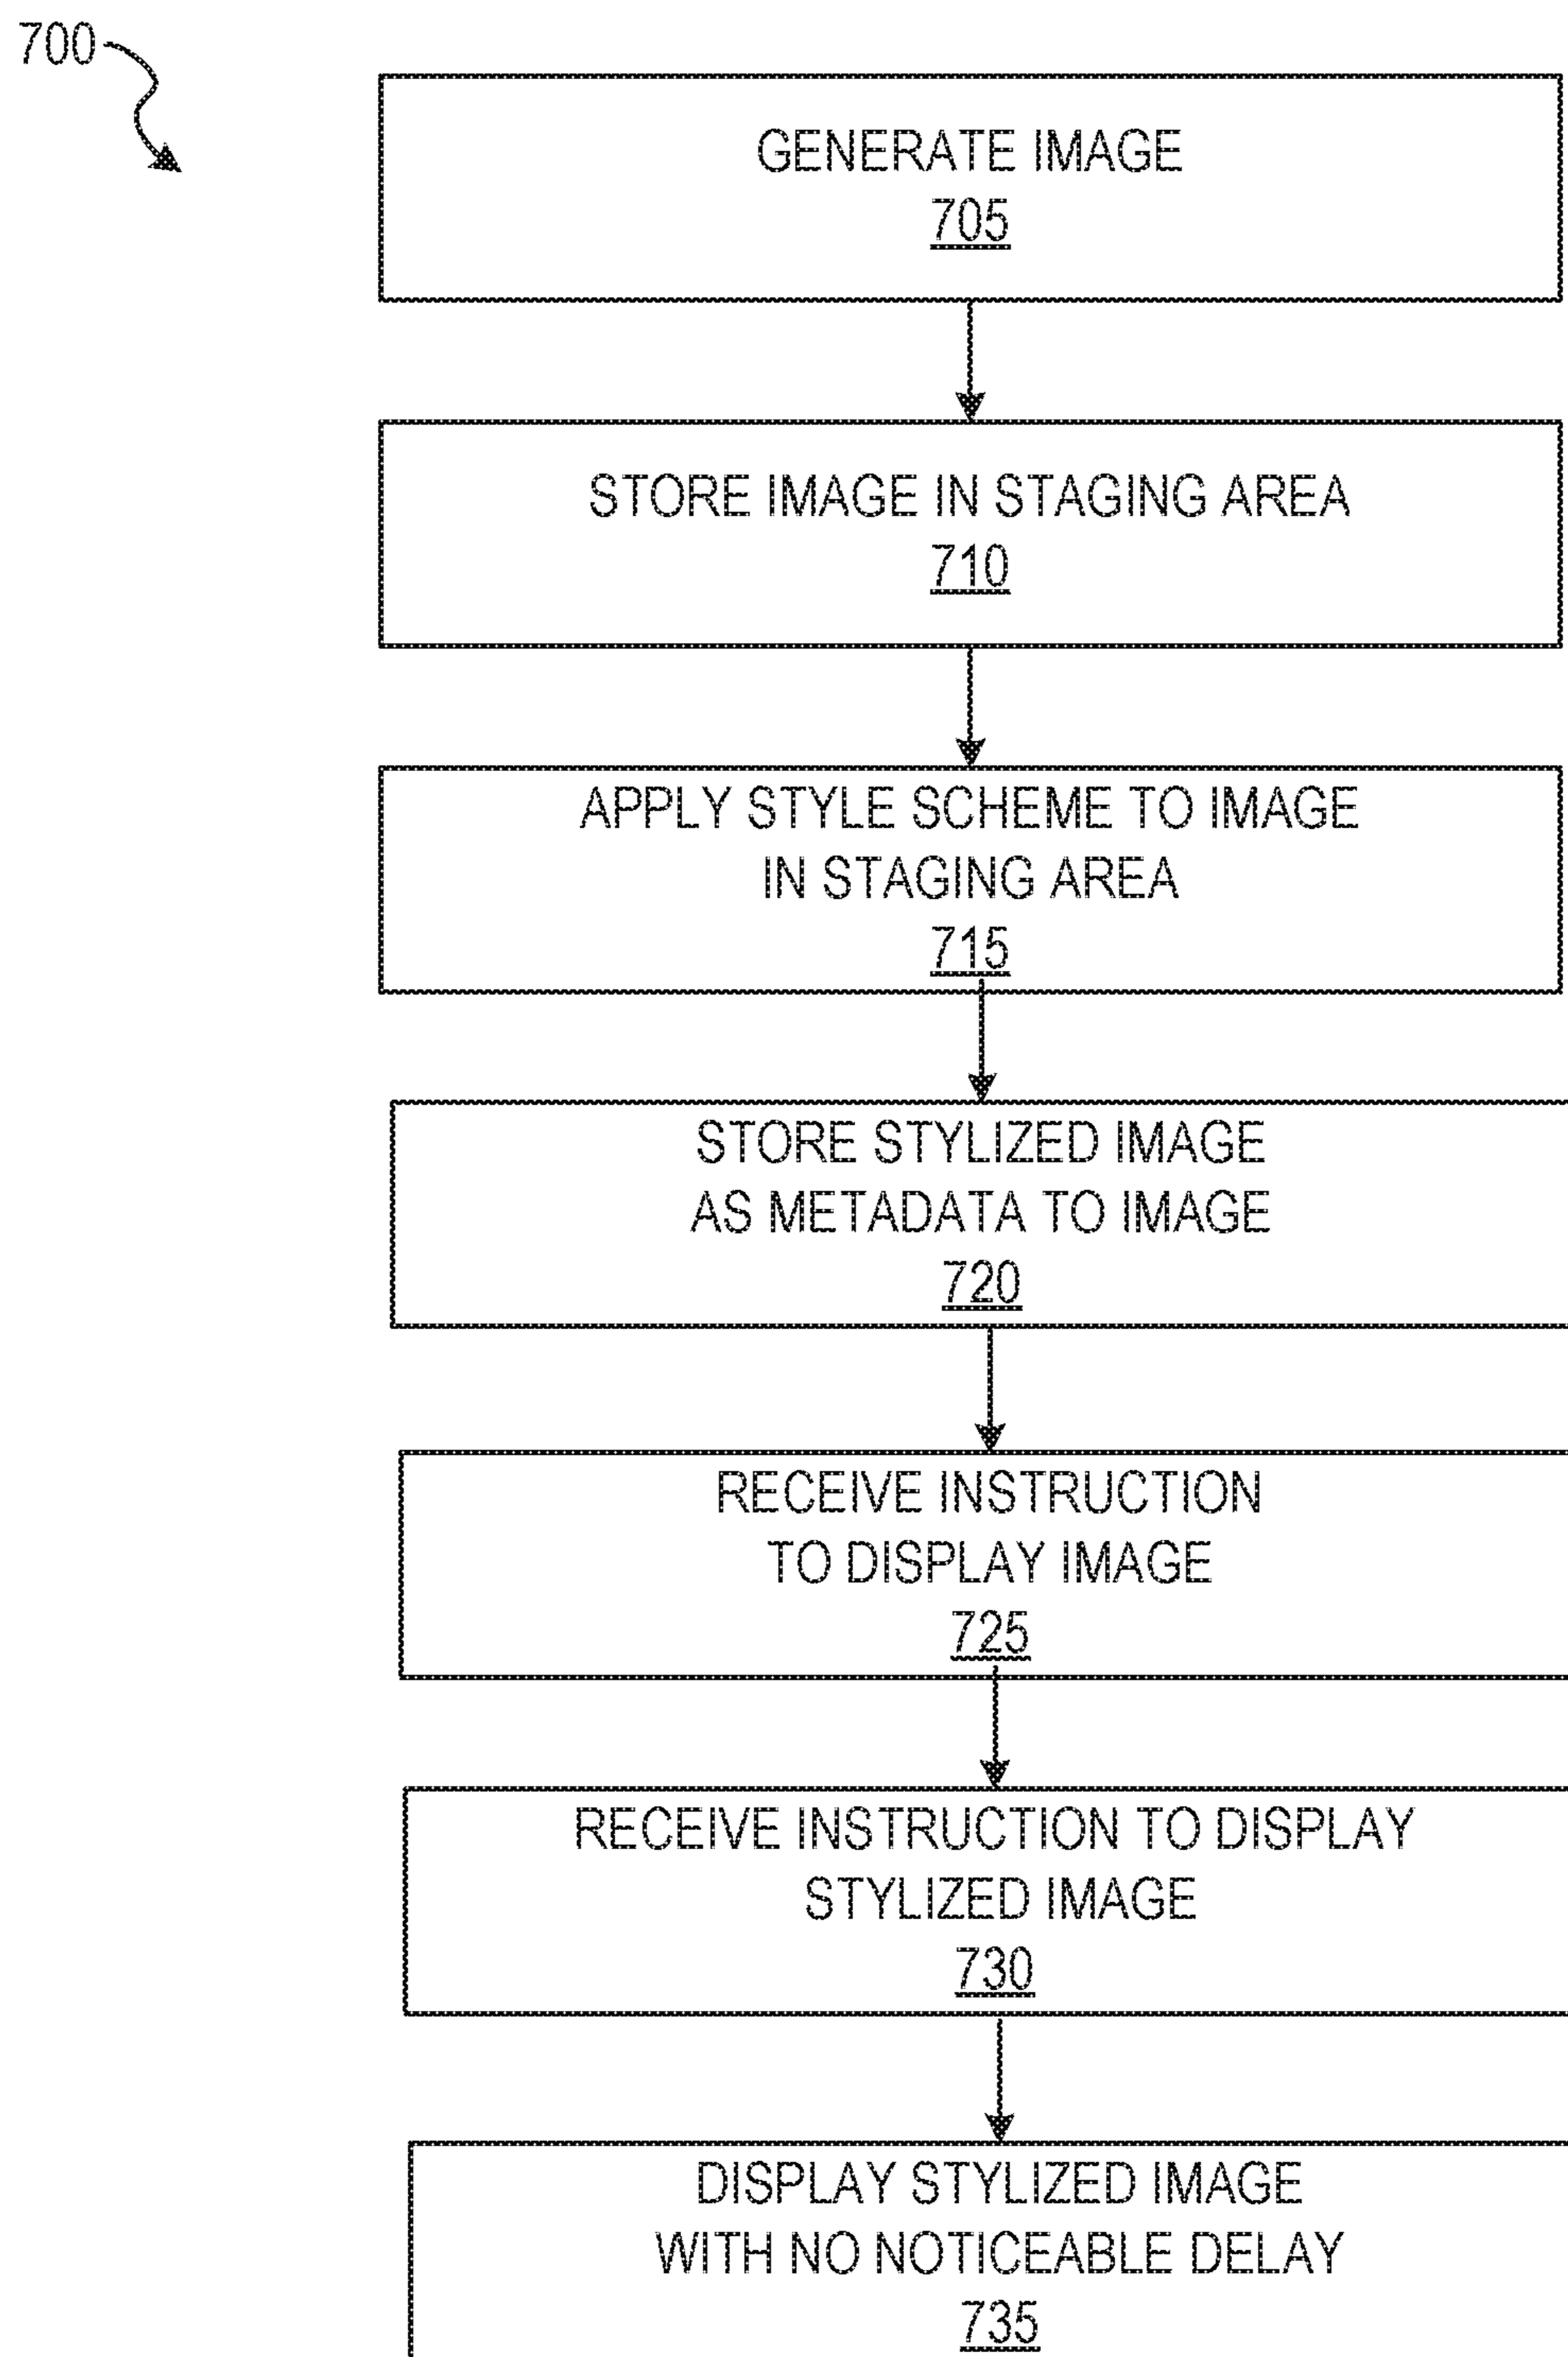 700
GENERATE IMAGE
705
STORE IMAGE IN STAGING AREA
710
APPLY STYLE SCHEME TO IMAGE
IN STAGING AREA
715
STORE STYLIZED IMAGE
AS METADATA TO IMAGE
720
RECEIVE INSTRUCTION
TO DISPLAY IMAGE
725
RECEIVE INSTRUCTION TO DISPLAY
STYLIZED IMAGE
730
DISPLAY STYLIZED IMAGE
WITH NO NOTICEABLE DELAY
735